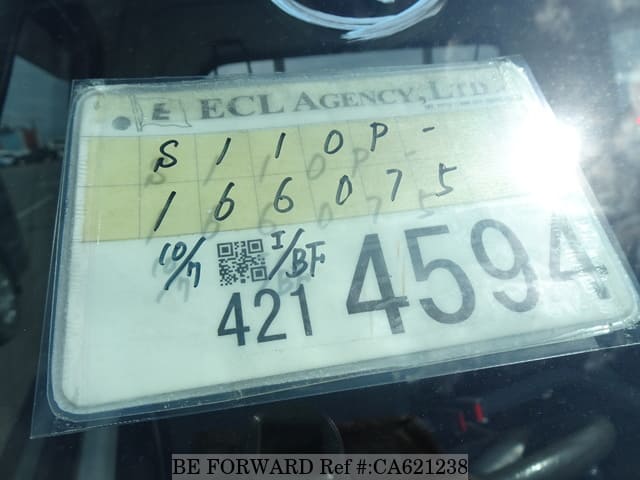 E ECL AGENCY, LTD.
S110P-
166075
10/7 I/BF
421 4594
BE FORWARD Ref #:CA621238